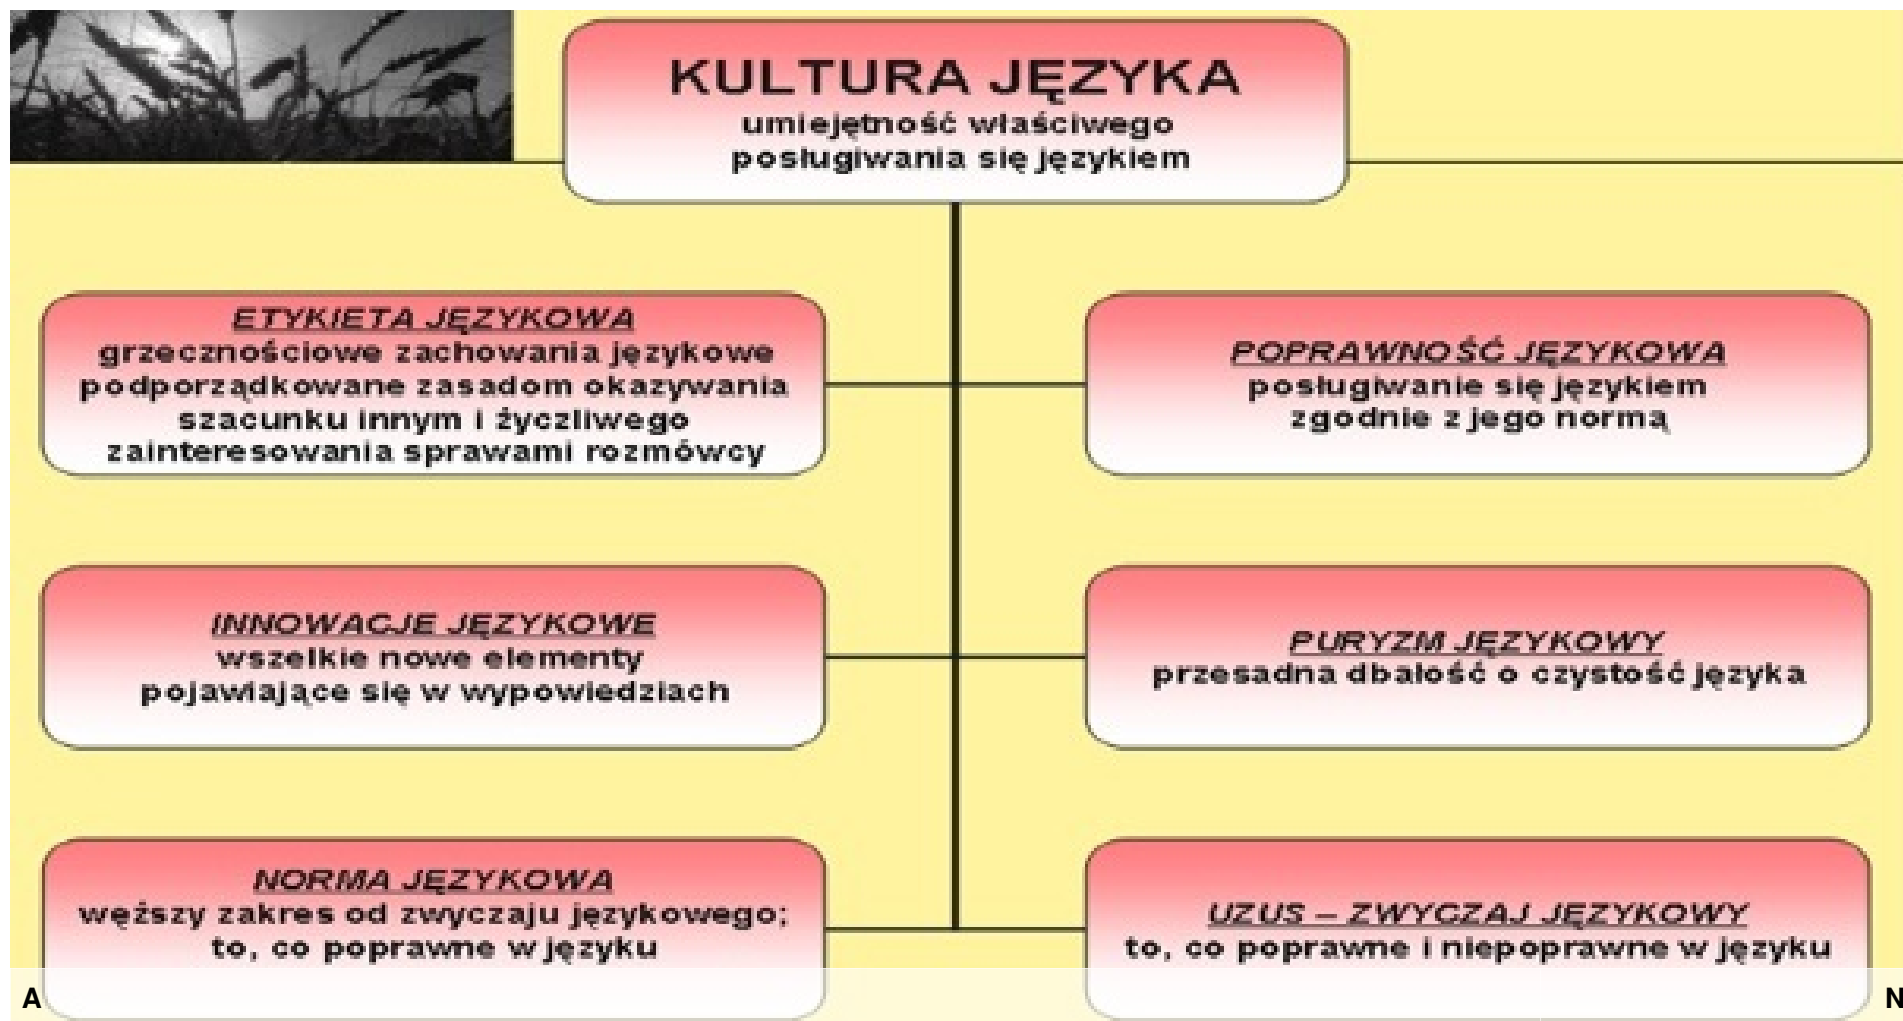 KULTURA JĘZYKA
umiejętność właściwego
posługiwania się językiem
ETYKIETA JĘZYKOWA
grzecznościowe zachowania językowe
podporządkowane zasadom okazywania
szacunku innym i życzliwego
zainteresowania sprawami rozmówcy
POPRAWNOŚĆ JĘZYKOWA
posługiwanie się językiem
zgodnie z jego normą
INNOWACJE JĘZYKOWE
wszelkie nowe elementy
pojawiające się w wypowiedziach
PURYZM JĘZYKOWY
przesadna dbałość o czystość języka
NORMA JĘZYKOWA
węższy zakres od zwyczaju językowego;
to, co poprawne w języku
UZUS – ZWYCZAJ JĘZYKOWY
to, co poprawne i niepoprawne w języku
A
N